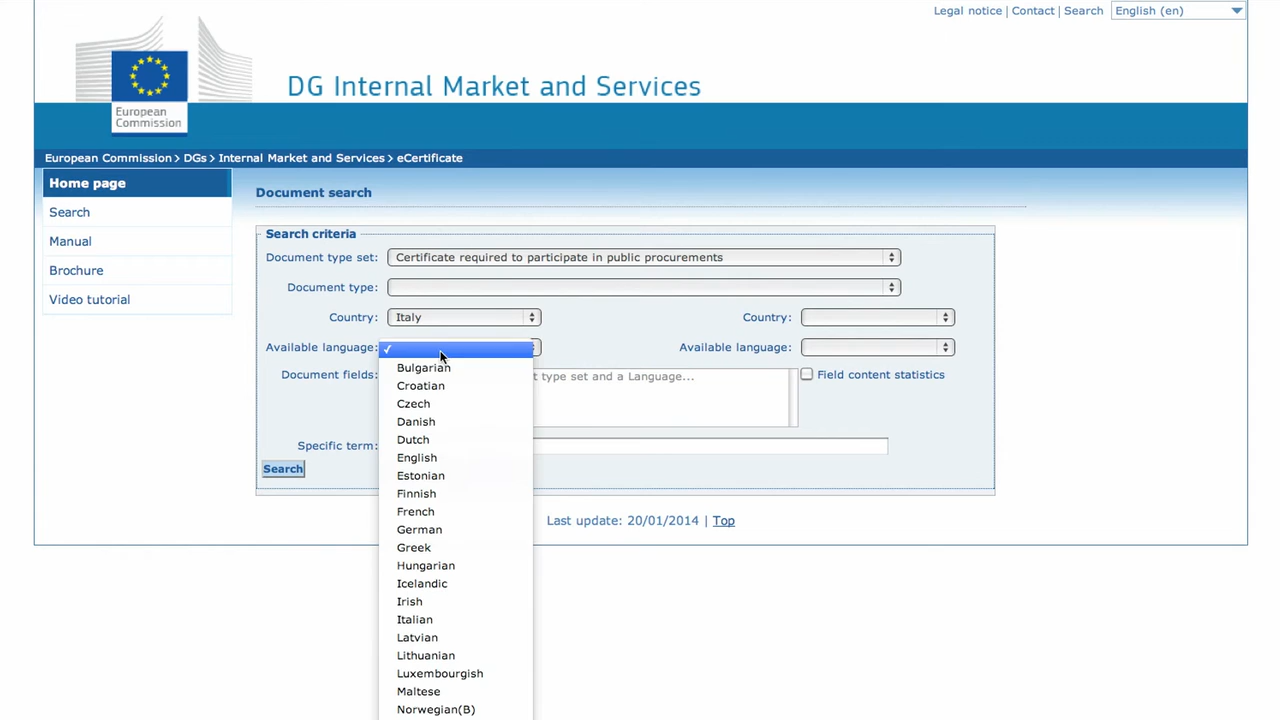 Legal notice | Contact | Search English (en)
DG Internal Market and Services
European
Commission
European Commission > DGs > Internal Market and Services > eCertificate
Home page
Search
Manual
Brochure
Video tutorial
Document search
Search criteria
Document type set: Certificate required to participate in public procurements
Document type:
Country: Italy Country:
Available language: ✓ Available language:
Document fields: t type set and a Language... Field content statistics
Specific term:
Search
Bulgarian
Croatian
Czech
Danish
Dutch
English
Estonian
Finnish
French
German
Greek
Hungarian
Icelandic
Irish
Italian
Latvian
Lithuanian
Luxembourgish
Maltese
Norwegian(B)
Last update: 20/01/2014 | Top